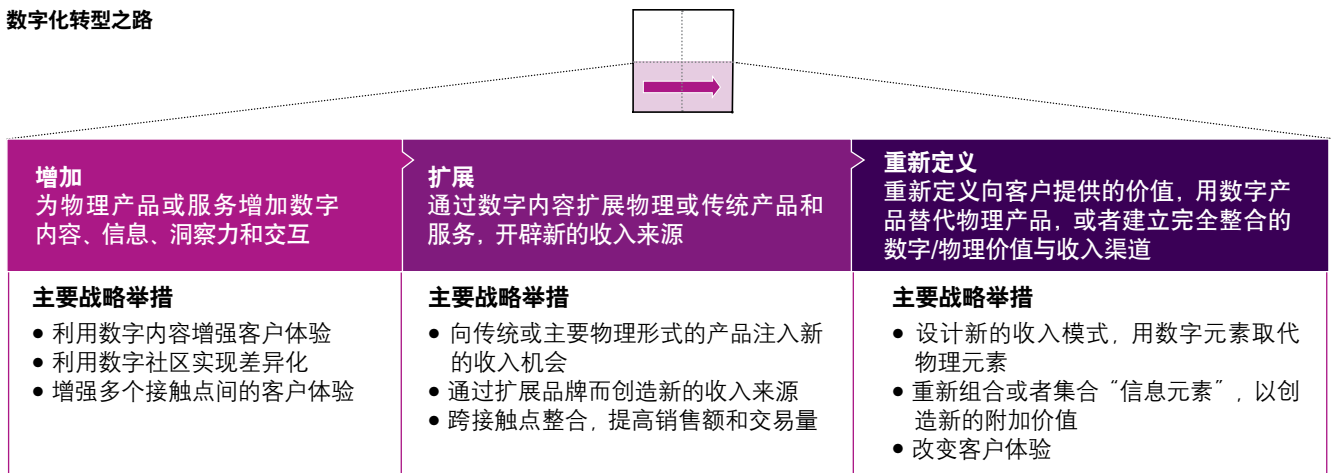 数字化转型之路
增加
为物理产品或服务增加数字
内容、信息、洞察力和交互
扩展
通过数字内容扩展物理或传统产品和
服务，开辟新的收入来源
重新定义
重新定义向客户提供的价值，用数字产
品替代物理产品，或者建立完全整合的
数字/物理价值与收入渠道
主要战略举措
• 利用数字内容增强客户体验
• 利用数字社区实现差异化
• 增强多个接触点间的客户体验
主要战略举措
• 向传统或主要物理形式的产品注入新
的收入机会
• 通过扩展品牌而创造新的收入来源
• 跨接触点整合，提高销售额和交易量
主要战略举措
• 设计新的收入模式，用数字元素取代
物理元素
• 重新组合或者集合“信息元素”，以创
造新的附加价值
• 改变客户体验